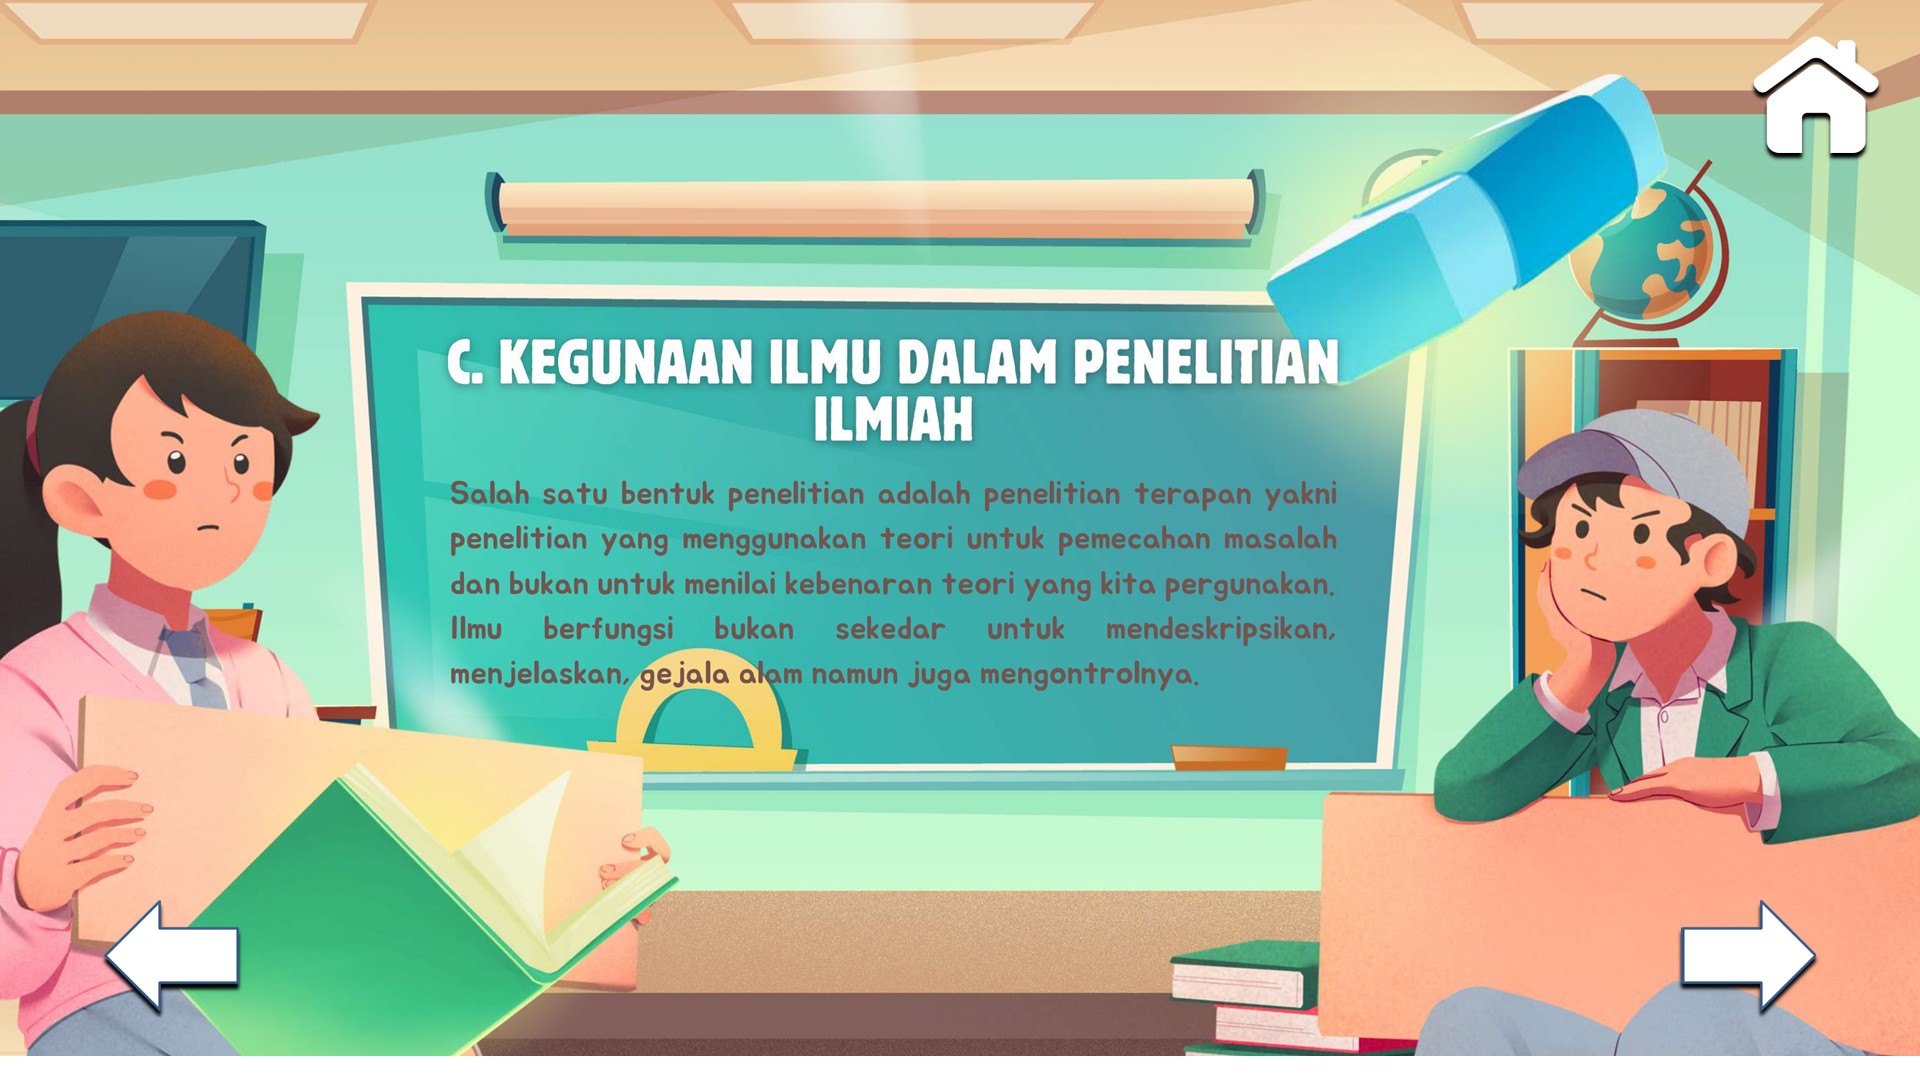 C. KEGUNAAN ILMU DALAM PENELITIAN
ILMIAH
Salah satu bentuk penelitian adalah penelitian terapan yakni
penelitian yang menggunakan teori untuk pemecahan masalah
dan bukan untuk menilai kebenaran teori yang kita pergunakan.
Ilmu berfungsi bukan sekedar untuk mendeskripsikan,
menjelaskan, gejala alam namun juga mengontrolnya.